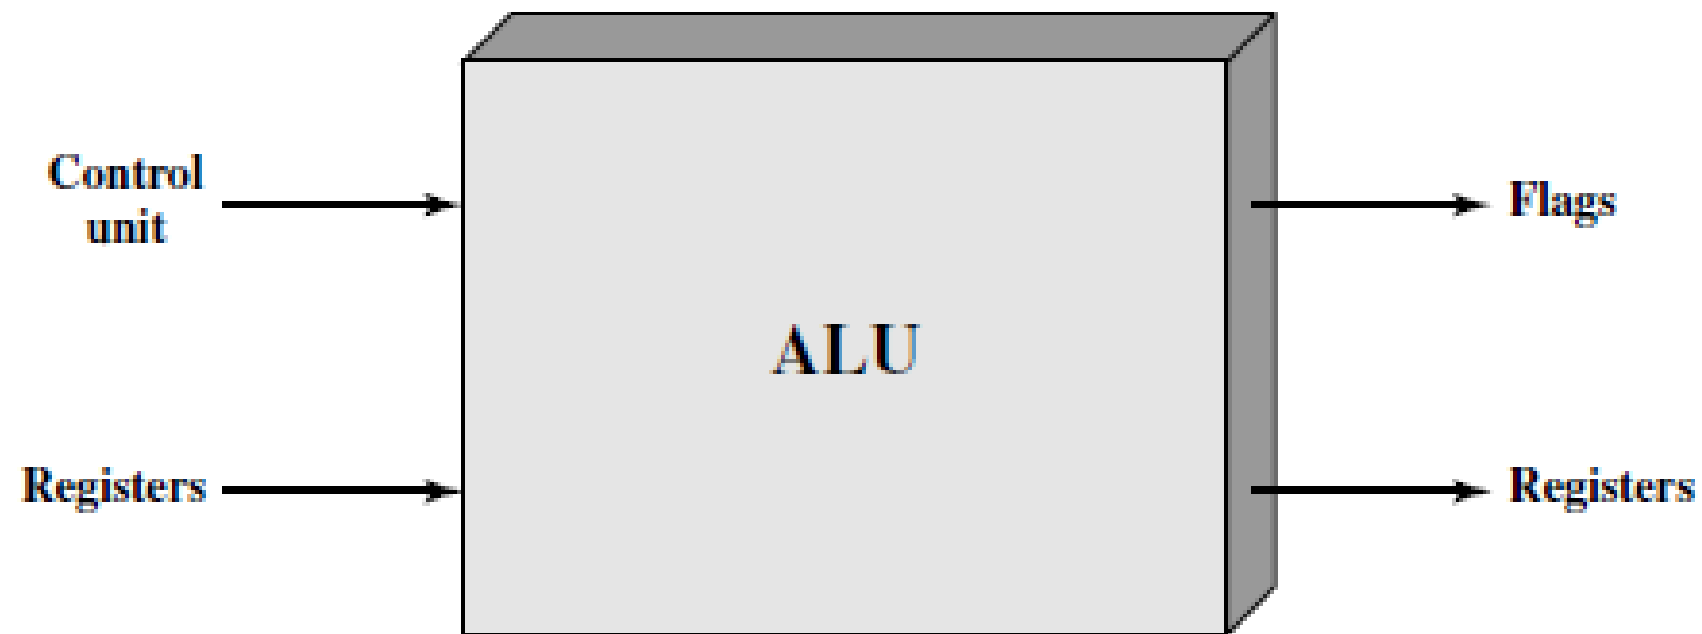 Control
unit
Flags
ALU
Registers
Registers